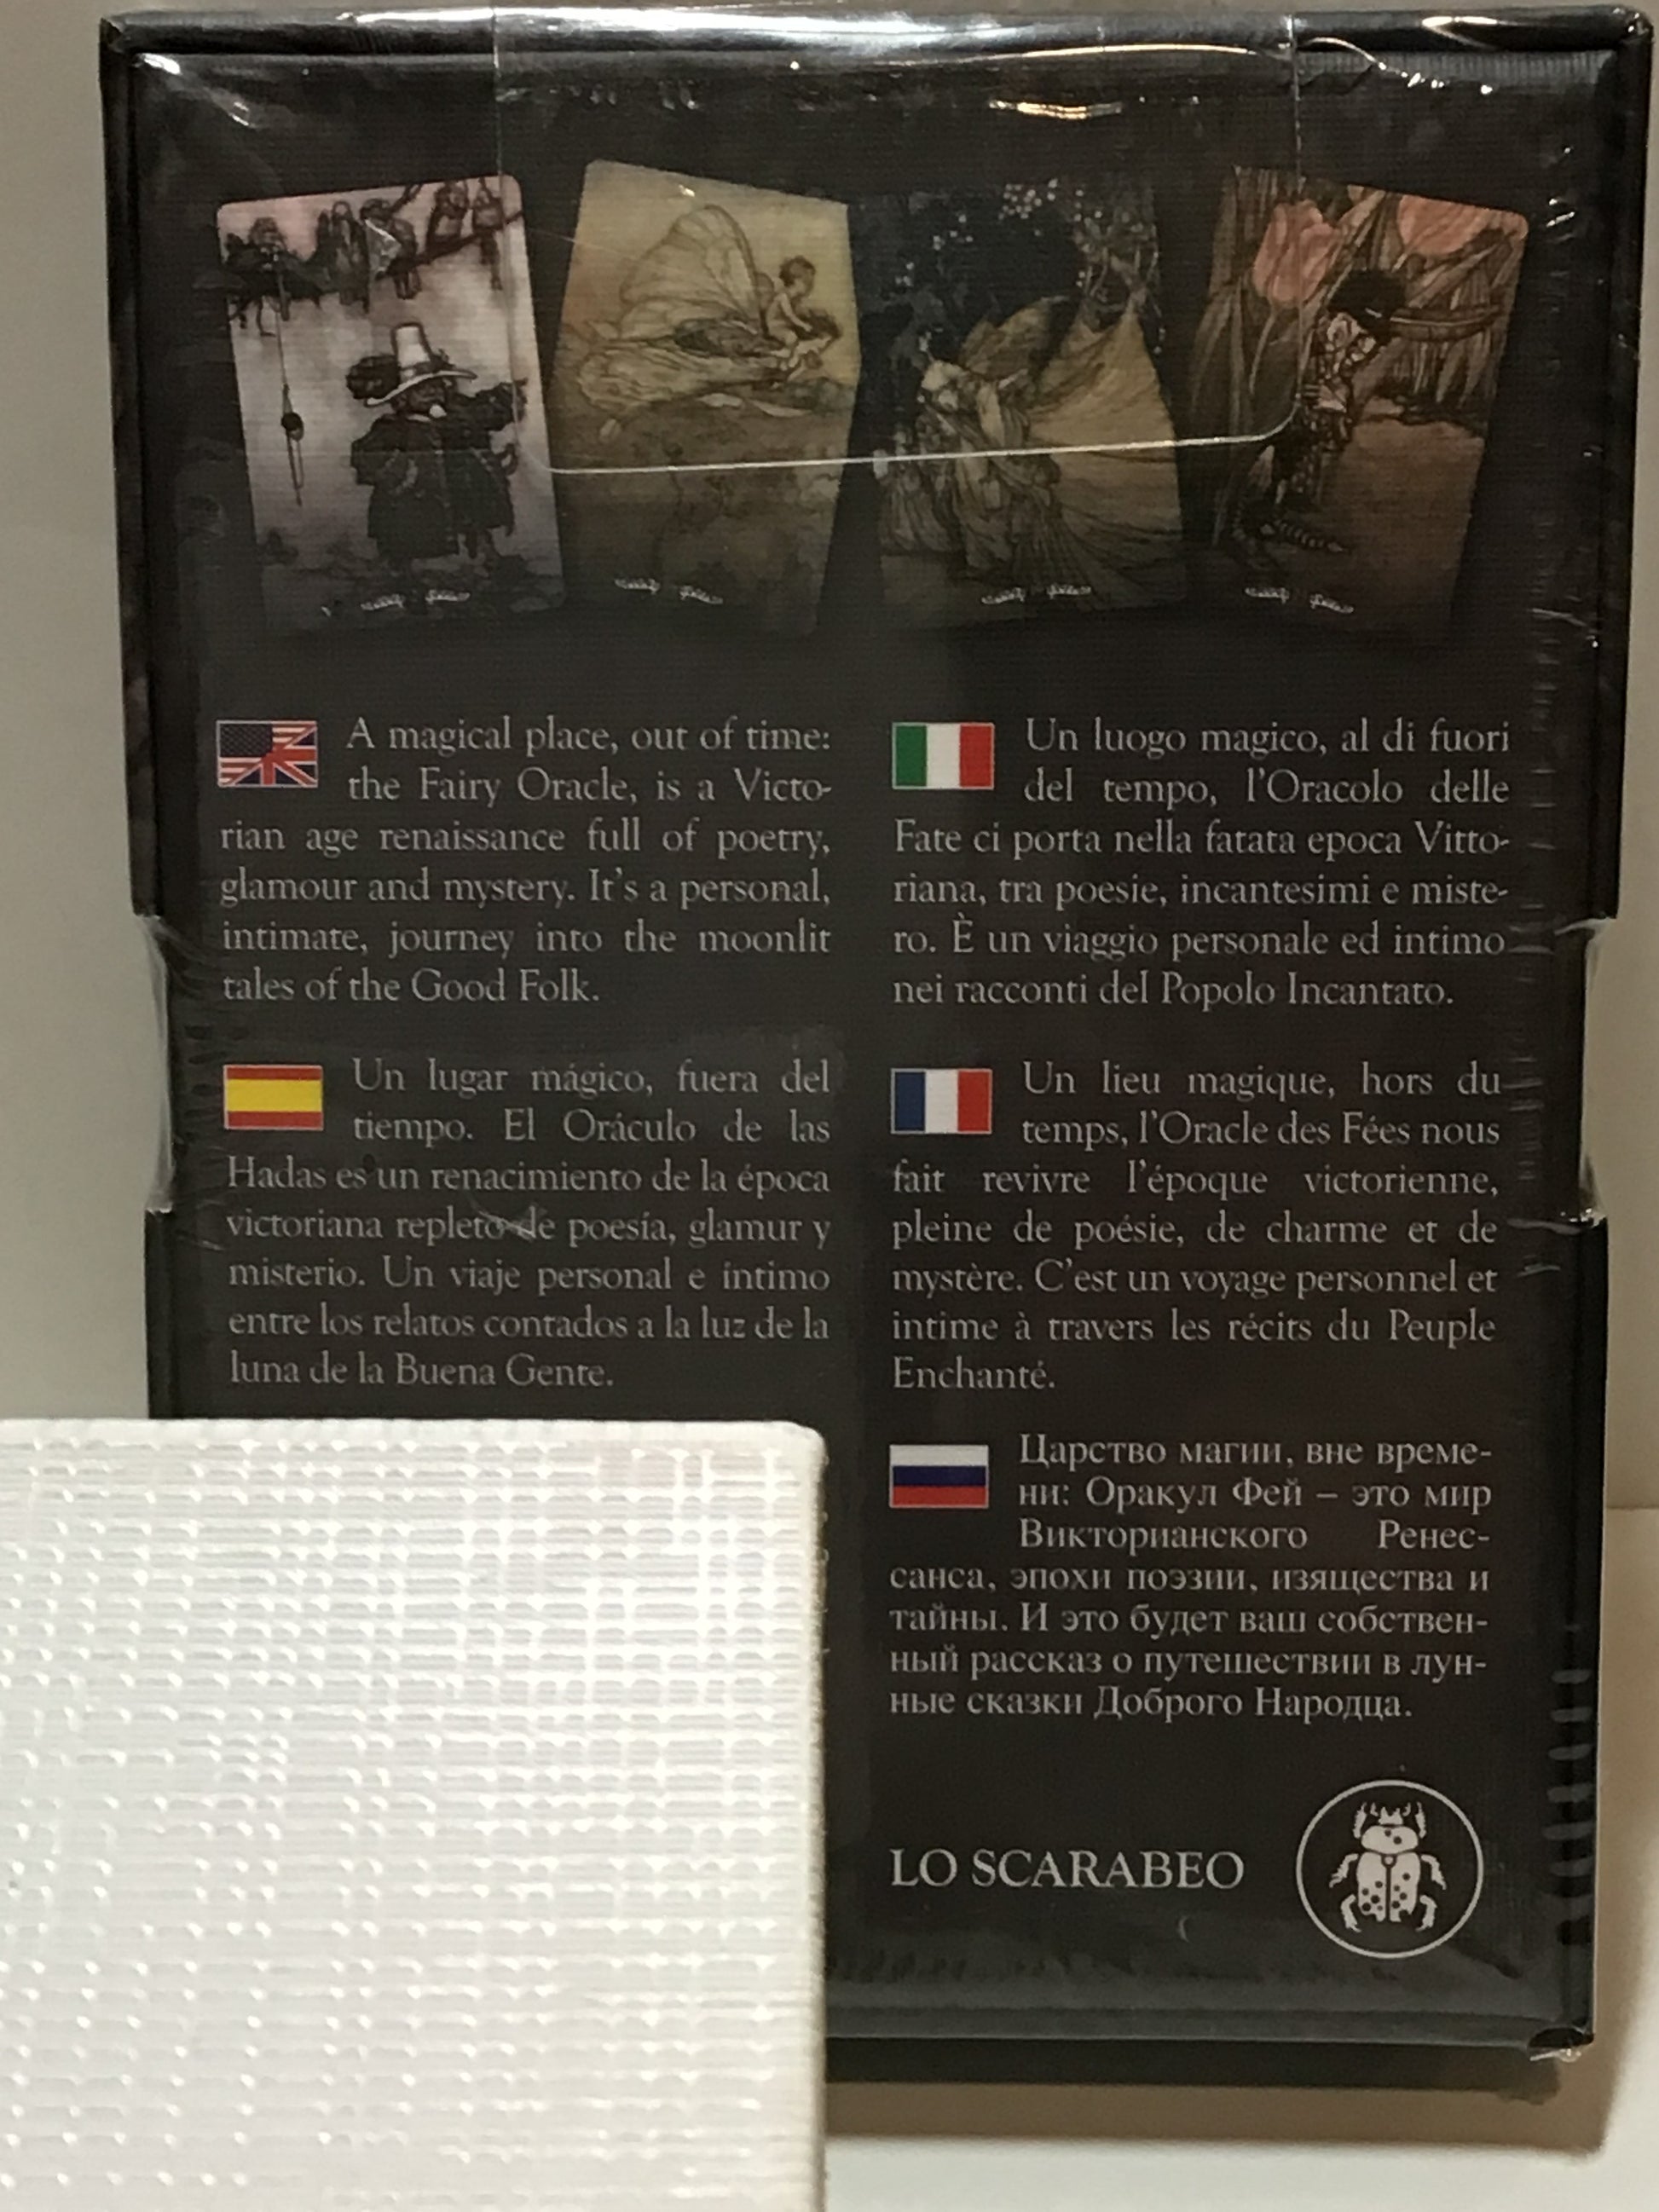 A magical place, out of time:
the Fairy Oracle, is a Victo-
rian age renaissance full of poetry,
glamour and mystery. It's a personal,
intimate, journey into the moonlit
tales of the Good Folk.
Un luogo magico, al di fuori
del tempo, l'Oracolo delle
Fate ci porta nella fatata epoca Vitto-
riana, tra poesie, incantesimi e miste-
ro. È un viaggio personale ed intimo
nei racconti del Popolo Incantato.
Un lugar mágico, fuera del
tiempo. El Oráculo de las
Hadas es un renacimiento de la época
victoriana repleto de poesía, glamur y
misterio. Un viaje personal e íntimo
entre los relatos contados a la luz de la
luna de la Buena Gente.
Un lieu magique, hors du
temps, l'Oracle des Fées nous
fait revivre l'époque victorienne,
pleine de poésie, de charme et de
mystère. C'est un voyage personnel et
intime à travers les récits du Peuple
Enchanté.
Царство магии, вне време-
ни: Оракул Фей – это мир
Викторианского Ренес-
санса, эпохи поэзии, изящества и
тайны. И это будет ваш собствен-
ный рассказ о путешествии в лун-
ные сказки Доброго Народца.
LO SCARABEO